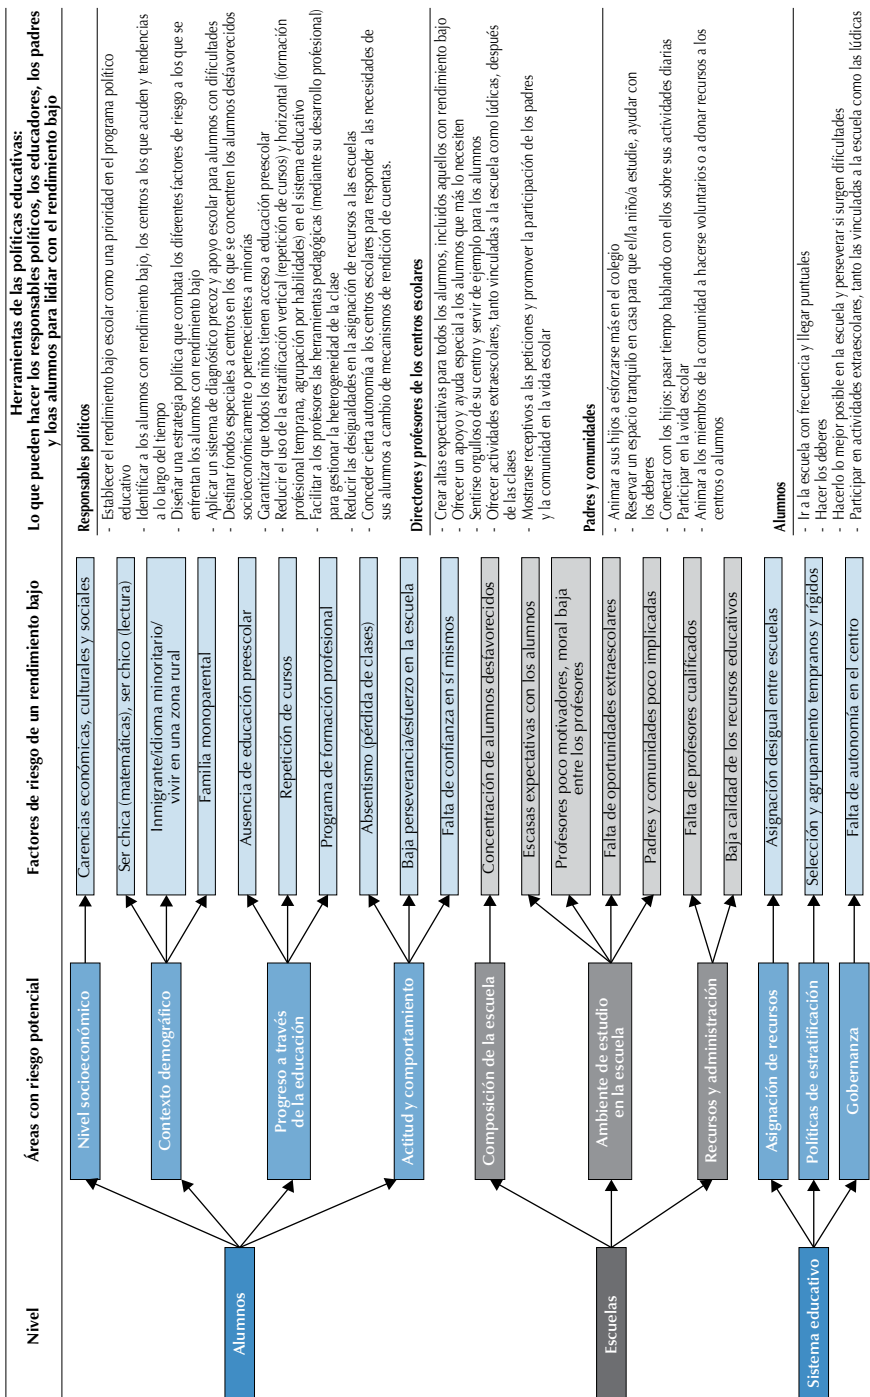 Nivel
Áreas con riesgo potencial
Factores de riesgo de un rendimiento bajo
Herramientas de las políticas educativas:
Lo que pueden hacer los responsables políticos, los educadores, los padres
y loas alumnos para lidiar con el rendimiento bajo
Alumnos
Nivel socioeconómico
Carencias económicas, culturales y sociales
Contexto demográfico
Ser chica (matemáticas), ser chico (lectura)
Inmigrante/idioma minoritario/
vivir en una zona rural
Familia monoparental
Progreso a través
de la educación
Ausencia de educación preescolar
Repetición de cursos
Programa de formación profesional
Actitud y comportamiento
Absentismo (pérdida de clases)
Baja perseverancia/esfuerzo en la escuela
Falta de confianza en sí mismos
Escuelas
Composición de la escuela
Concentración de alumnos desfavorecidos
Ambiente de estudio
en la escuela
Escasas expectativas con los alumnos
Profesores poco motivadores, moral baja
entre los profesores
Falta de oportunidades extraescolares
Padres y comunidades poco implicadas
Recursos y administración
Falta de profesores cualificados
Baja calidad de los recursos educativos
Sistema educativo
Asignación de recursos
Asignación desigual entre escuelas
Políticas de estratificación
Selección y agrupamiento tempranos y rígidos
Gobernanza
Falta de autonomía en el centro
Responsables políticos
- Establecer el rendimiento bajo escolar como una prioridad en el programa político
educativo
- Identificar a los alumnos con rendimiento bajo, los centros a los que acuden y tendencias
a lo largo del tiempo
- Diseñar una estrategia política que combata los diferentes factores de riesgo a los que se
enfrentan los alumnos con rendimiento bajo
- Aplicar un sistema de diagnóstico precoz y apoyo escolar para alumnos con dificultades
- Destinar fondos especiales a centros en los que se concentren los alumnos desfavorecidos
socioeconómicamente o pertenecientes a minorías
- Garantizar que todos los niños tienen acceso a educación preescolar
- Reducir el uso de la estratificación vertical (repetición de cursos) y horizontal (formación
profesional temprana, agrupación por habilidades) en el sistema educativo
- Facilitar a los profesores las herramientas pedagógicas (mediante su desarrollo profesional)
para gestionar la heterogeneidad de la clase
- Reducir las desigualdades en la asignación de recursos a las escuelas
- Conceder cierta autonomía a los centros escolares para responder a las necesidades de
sus alumnos a cambio de mecanismos de rendición de cuentas.
Directores y profesores de los centros escolares
- Crear altas expectativas para todos los alumnos, incluidos aquellos con rendimiento bajo
- Ofrecer un apoyo y ayuda especial a los alumnos que más lo necesiten
- Sentirse orgulloso de su centro y servir de ejemplo para los alumnos
- Ofrecer actividades extraescolares, tanto vinculadas a la escuela como lúdicas, después
de las clases
- Mostrarse receptivos a las peticiones y promover la participación de los padres
y la comunidad en la vida escolar
Padres y comunidades
- Animar a sus hijos a esforzarse más en el colegio
- Reservar un espacio tranquilo en casa para que el/la niño/a estudie, ayudar con
los deberes
- Conectar con los hijos: pasar tiempo hablando con ellos sobre sus actividades diarias
- Participar en la vida escolar
- Animar a los miembros de la comunidad a hacerse voluntarios o a donar recursos a los
centros o alumnos
Alumnos
- Ir a la escuela con frecuencia y llegar puntuales
- Hacer los deberes
- Hacerlo lo mejor posible en la escuela y perseverar si surgen dificultades
- Participar en actividades extraescolares, tanto las vinculadas a la escuela como las lúdicas